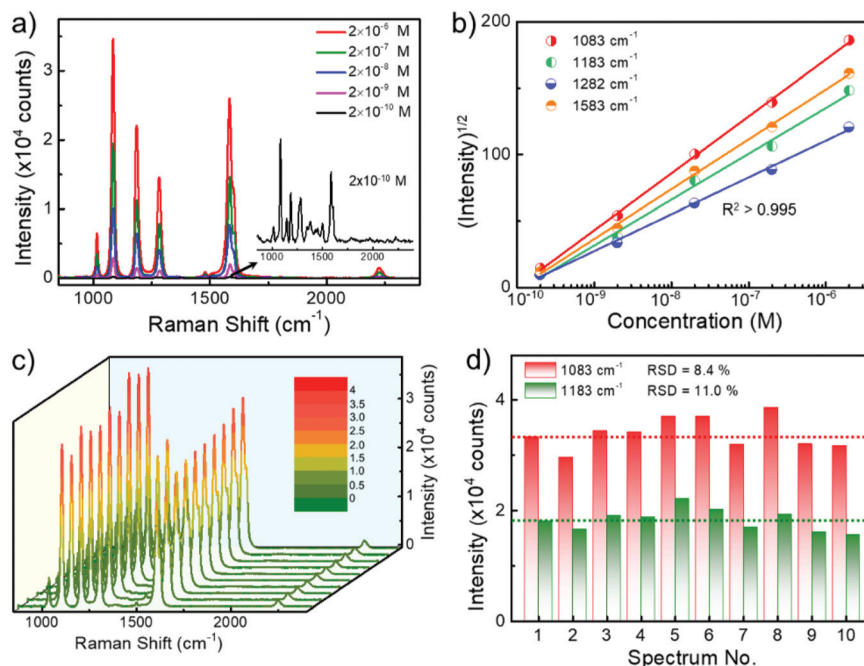 a)
2×10⁻⁶ M
2×10⁻⁷ M
2×10⁻⁸ M
2×10⁻⁹ M
2×10⁻¹⁰ M
2x10⁻¹⁰ M
1000 1500 2000
Intensity (x10⁴ counts)
3
2
1
0
1000 1500 2000
Raman Shift (cm⁻¹)
b)
1083 cm⁻¹
1183 cm⁻¹
1282 cm⁻¹
1583 cm⁻¹
R² > 0.995
(Intensity)¹/²
200
100
0
10⁻¹⁰ 10⁻⁹ 10⁻⁸ 10⁻⁷ 10⁻⁶
Concentration (M)
c)
4
3.0
2.5
2.0
1.5
1.0
0.5
0
Intensity (x10⁴ counts)
3
2
1
0
1000 1500 2000
Raman Shift (cm⁻¹)
d)
1083 cm⁻¹ RSD = 8.4 %
1183 cm⁻¹ RSD = 11.0 %
Intensity (x10⁴ counts)
4
2
0
1 2 3 4 5 6 7 8 9 10
Spectrum No.